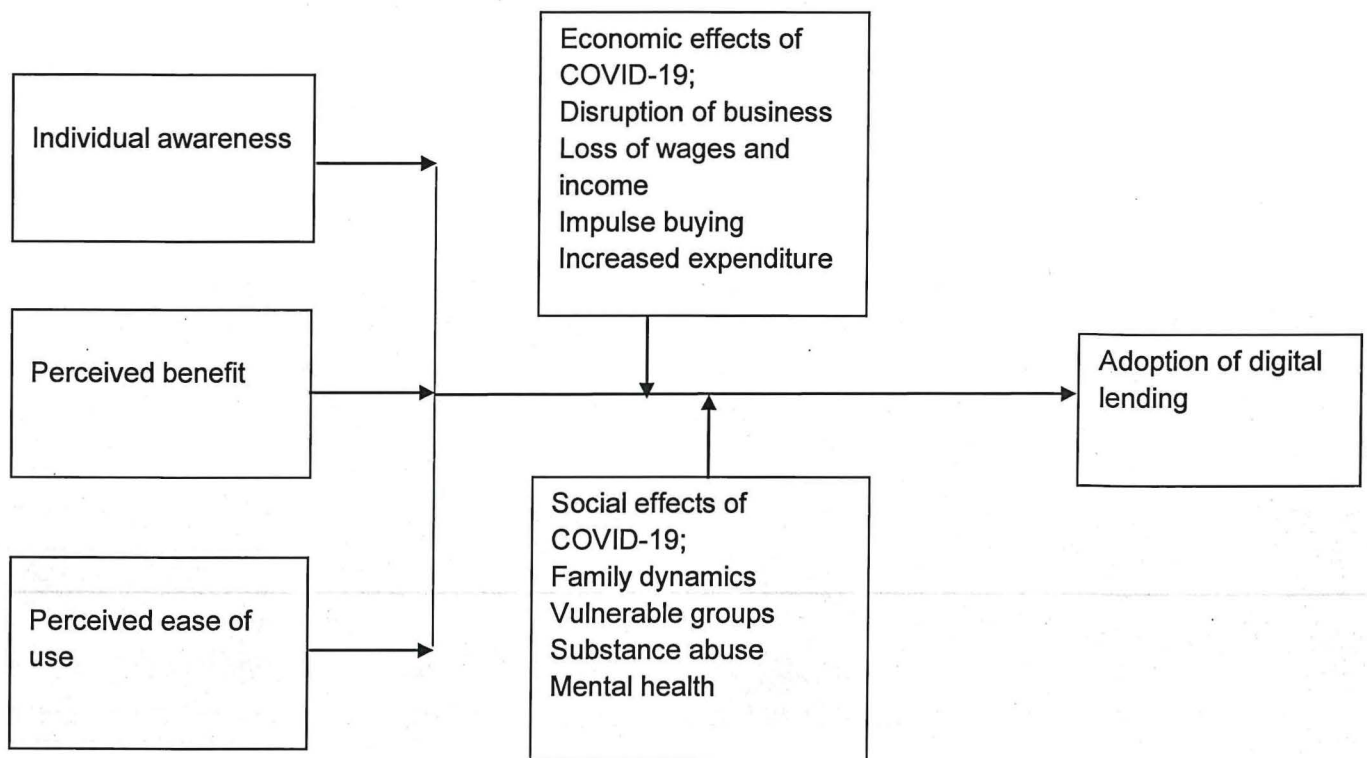 Individual awareness
Perceived benefit
Perceived ease of
use
Economic effects of
COVID-19;
Disruption of business
Loss of wages and
income
Impulse buying
Increased expenditure
Social effects of
COVID-19;
Family dynamics
Vulnerable groups
Substance abuse
Mental health
Adoption of digital
lending